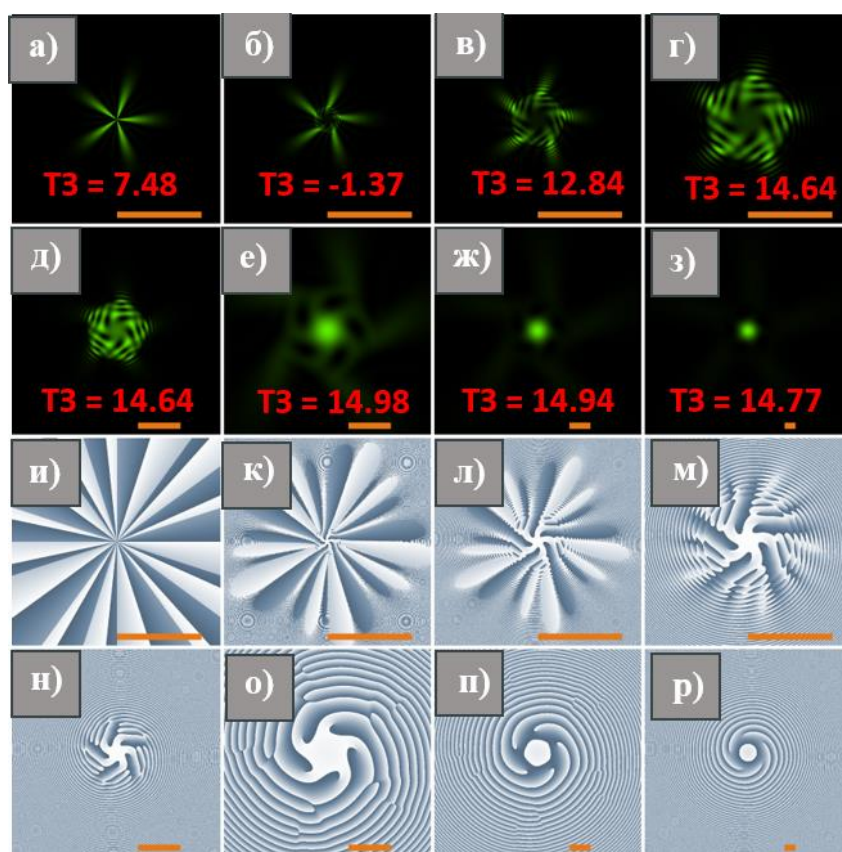 а) б) в) г)
ТЗ = 7.48 ТЗ = -1.37 ТЗ = 12.84 ТЗ = 14.64
д) е) ж) з)
ТЗ = 14.64 ТЗ = 14.98 ТЗ = 14.94 ТЗ = 14.77
и) к) л) м)
н) о) п) р)